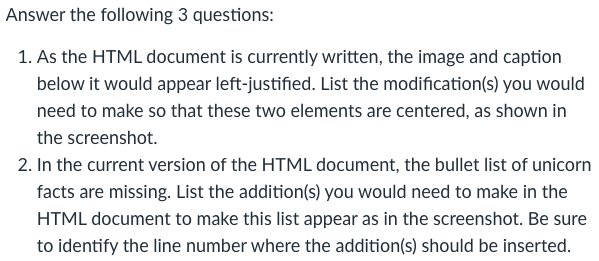 Answer the following 3 questions:
1. As the HTML document is currently written, the image and caption
below it would appear left-justified. List the modification(s) you would
need to make so that these two elements are centered, as shown in
the screenshot.
2. In the current version of the HTML document, the bullet list of unicorn
facts are missing. List the addition(s) you would need to make in the
HTML document to make this list appear as in the screenshot. Be sure
to identify the line number where the addition(s) should be inserted.